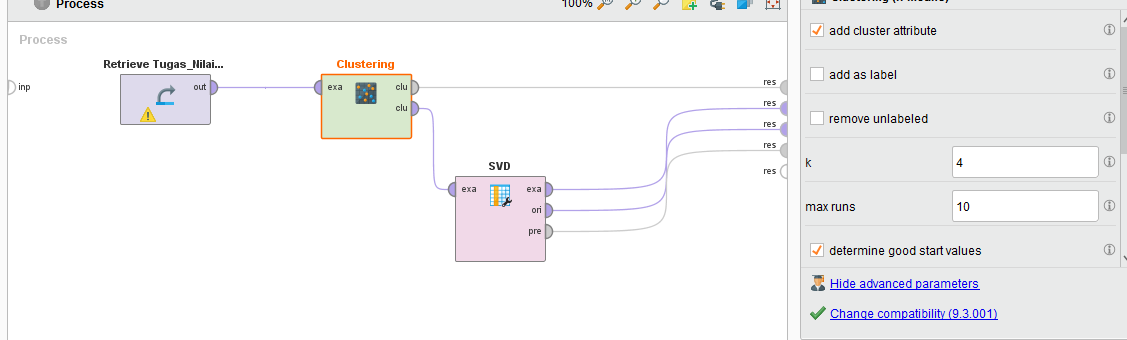 Process
100%
Process
inp
Retrieve Tugas_Nilai...
out
Clustering
exa
clu
clu
SVD
exa
exa
ori
pre
res
res
res
res
res
add cluster attribute
add as label
remove unlabeled
k
4
max runs
10
determine good start values
Hide advanced parameters
Change compatibility (9.3.001)